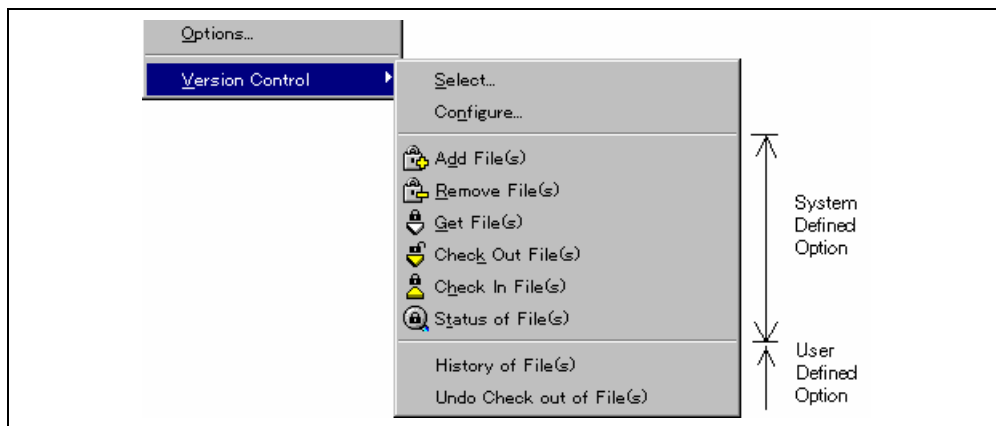 Options...
Version Control
Select...
Configure...
Add File(s)
Remove File(s)
Get File(s)
Check Out File(s)
Check In File(s)
Status of File(s)
History of File(s)
Undo Check out of File(s)
System
Defined
Option
User
Defined
Option